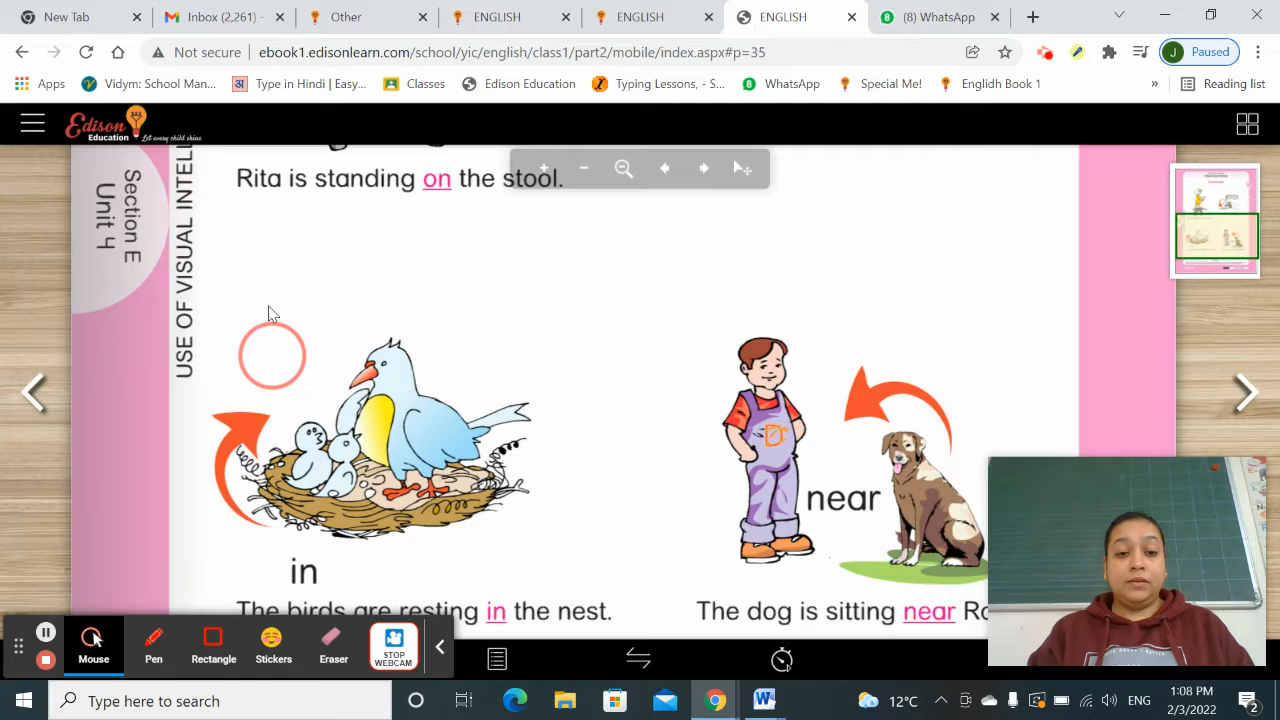 New Tab
Inbox (2,261) -
Other
ENGLISH
ENGLISH
ENGLISH
(8) WhatsApp
Not secure
ebook1.edisonlearn.com/school/vic/english/class1/part2/mobile/index.aspx#p=35
J
Paused
Apps
Vidym: School Man...
Type in Hindi | Easy...
Classes
Edison Education
Typing Lessons, - S...
WhatsApp
Special Me!
Englidh Book 1
»
Reading list
Edison
Education
Let every child shine
Section E
Unit 4
USE OF VISUAL INTELL
Rita is standing on the stool.
near
in
The birds are resting in the nest.
The dog is sitting near Ro
Mouse
Pen
Rectangle
Stickers
Eraser
STOP
WEBCAM
Type here to search
12°C
ENG
1:08 PM
2/3/2022
2